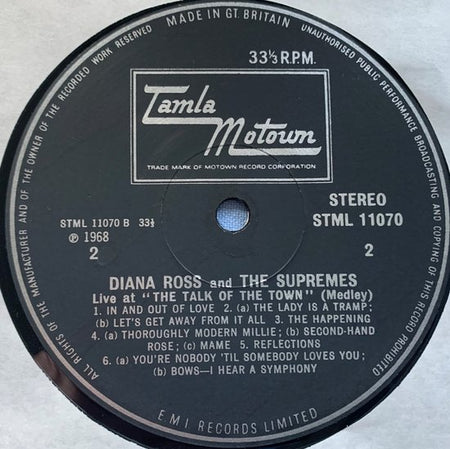 MADE IN GT. BRITAIN
ALL RIGHTS OF THE MANUFACTURER AND OF THE OWNER OF THE RECORDED WORK RESERVED
UNAUTHORISED PUBLIC PERFORMANCE BROADCASTING AND COPYING OF THIS RECORD PROHIBITED
33⅓ R.P.M.
Tamla
Motown
TRADE MARK OF MOTOWN RECORD CORPORATION
STML 11070 B 33⅓
℗ 1968
2
STEREO
STML 11070
2
DIANA ROSS and THE SUPREMES
Live at "THE TALK OF THE TOWN" (Medley)
1. IN AND OUT OF LOVE 2. (a) THE LADY IS A TRAMP;
(b) LET'S GET AWAY FROM IT ALL 3. THE HAPPENING
4. (a) THOROUGHLY MODERN MILLIE; (b) SECOND-HAND
ROSE; (c) MAME 5. REFLECTIONS
6. (a) YOU'RE NOBODY 'TIL SOMEBODY LOVES YOU;
(b) BOWS—I HEAR A SYMPHONY
E.M.I RECORDS LIMITED